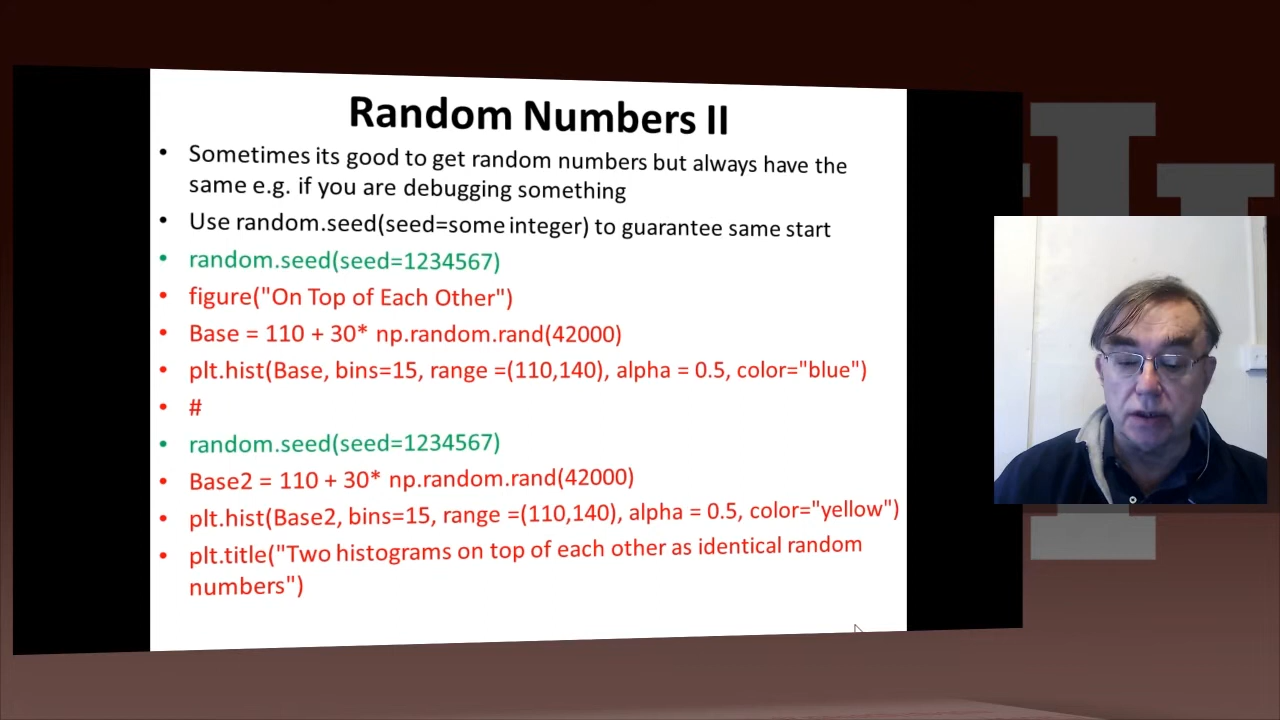 Random Numbers II
• Sometimes its good to get random numbers but always have the
same e.g. if you are debugging something
• Use random.seed(seed=some integer) to guarantee same start
• random.seed(seed=1234567)
• figure("On Top of Each Other")
• Base = 110 + 30* np.random.rand(42000)
• plt.hist(Base, bins=15, range =(110,140), alpha = 0.5, color="blue")
• #
• random.seed(seed=1234567)
• Base2 = 110 + 30* np.random.rand(42000)
• plt.hist(Base2, bins=15, range =(110,140), alpha = 0.5, color="yellow")
• plt.title("Two histograms on top of each other as identical random
numbers")